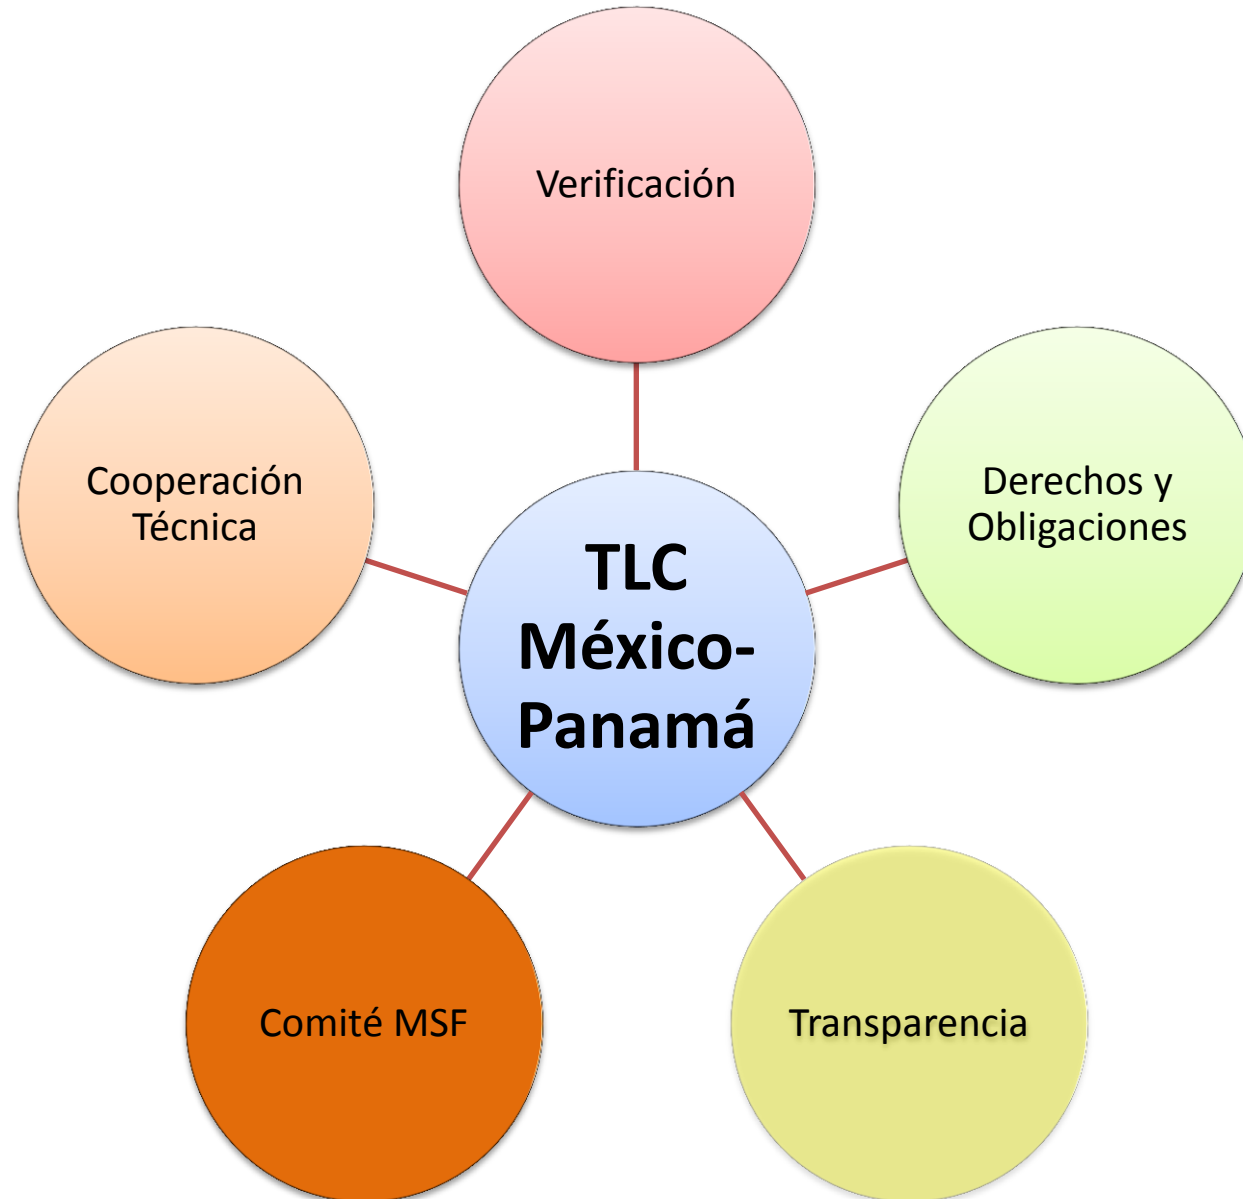 Verificación
Cooperación
Técnica
Derechos y
Obligaciones
TLC
México-
Panamá
Comité MSF
Transparencia